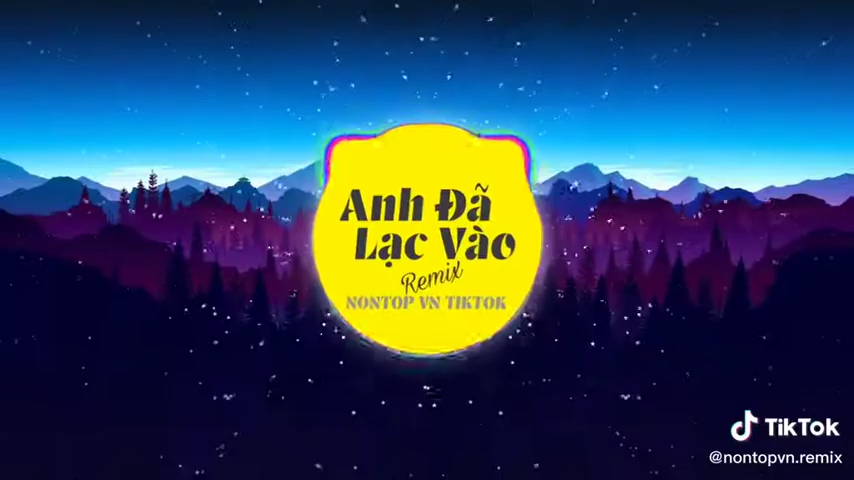 Anh Đã
Lạc Vào
Remix
NONTOP VN TIKTOK
TikTok
@nontopvn.remix